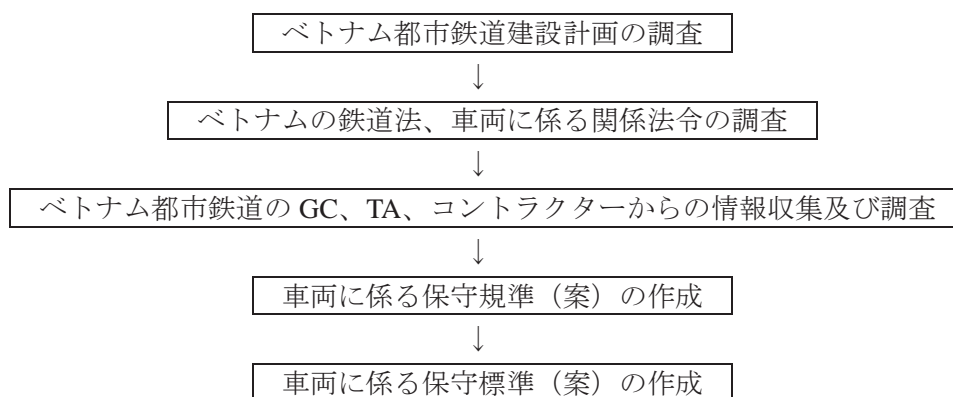 ベトナム都市鉄道建設計画の調査
↓
ベトナムの鉄道法、車両に係る関係法令の調査
↓
ベトナム都市鉄道の GC、TA、コントラクターからの情報収集及び調査
↓
車両に係る保守規準（案）の作成
↓
車両に係る保守標準（案）の作成